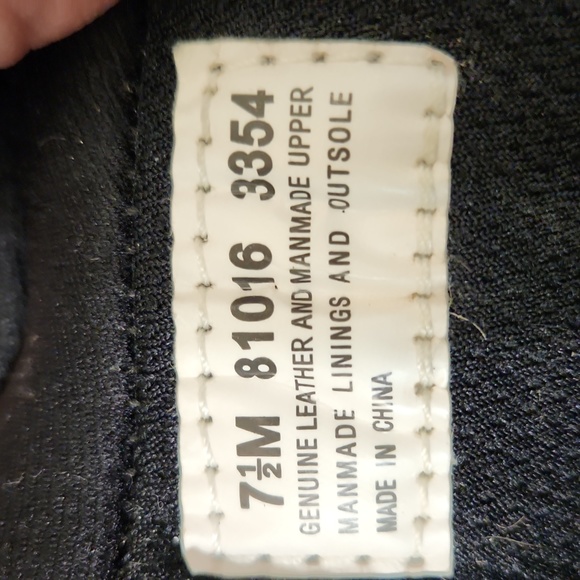 7½M 81016 3354
GENUINE LEATHER AND MANMADE UPPER
MANMADE LININGS AND OUTSOLE
MADE IN CHINA